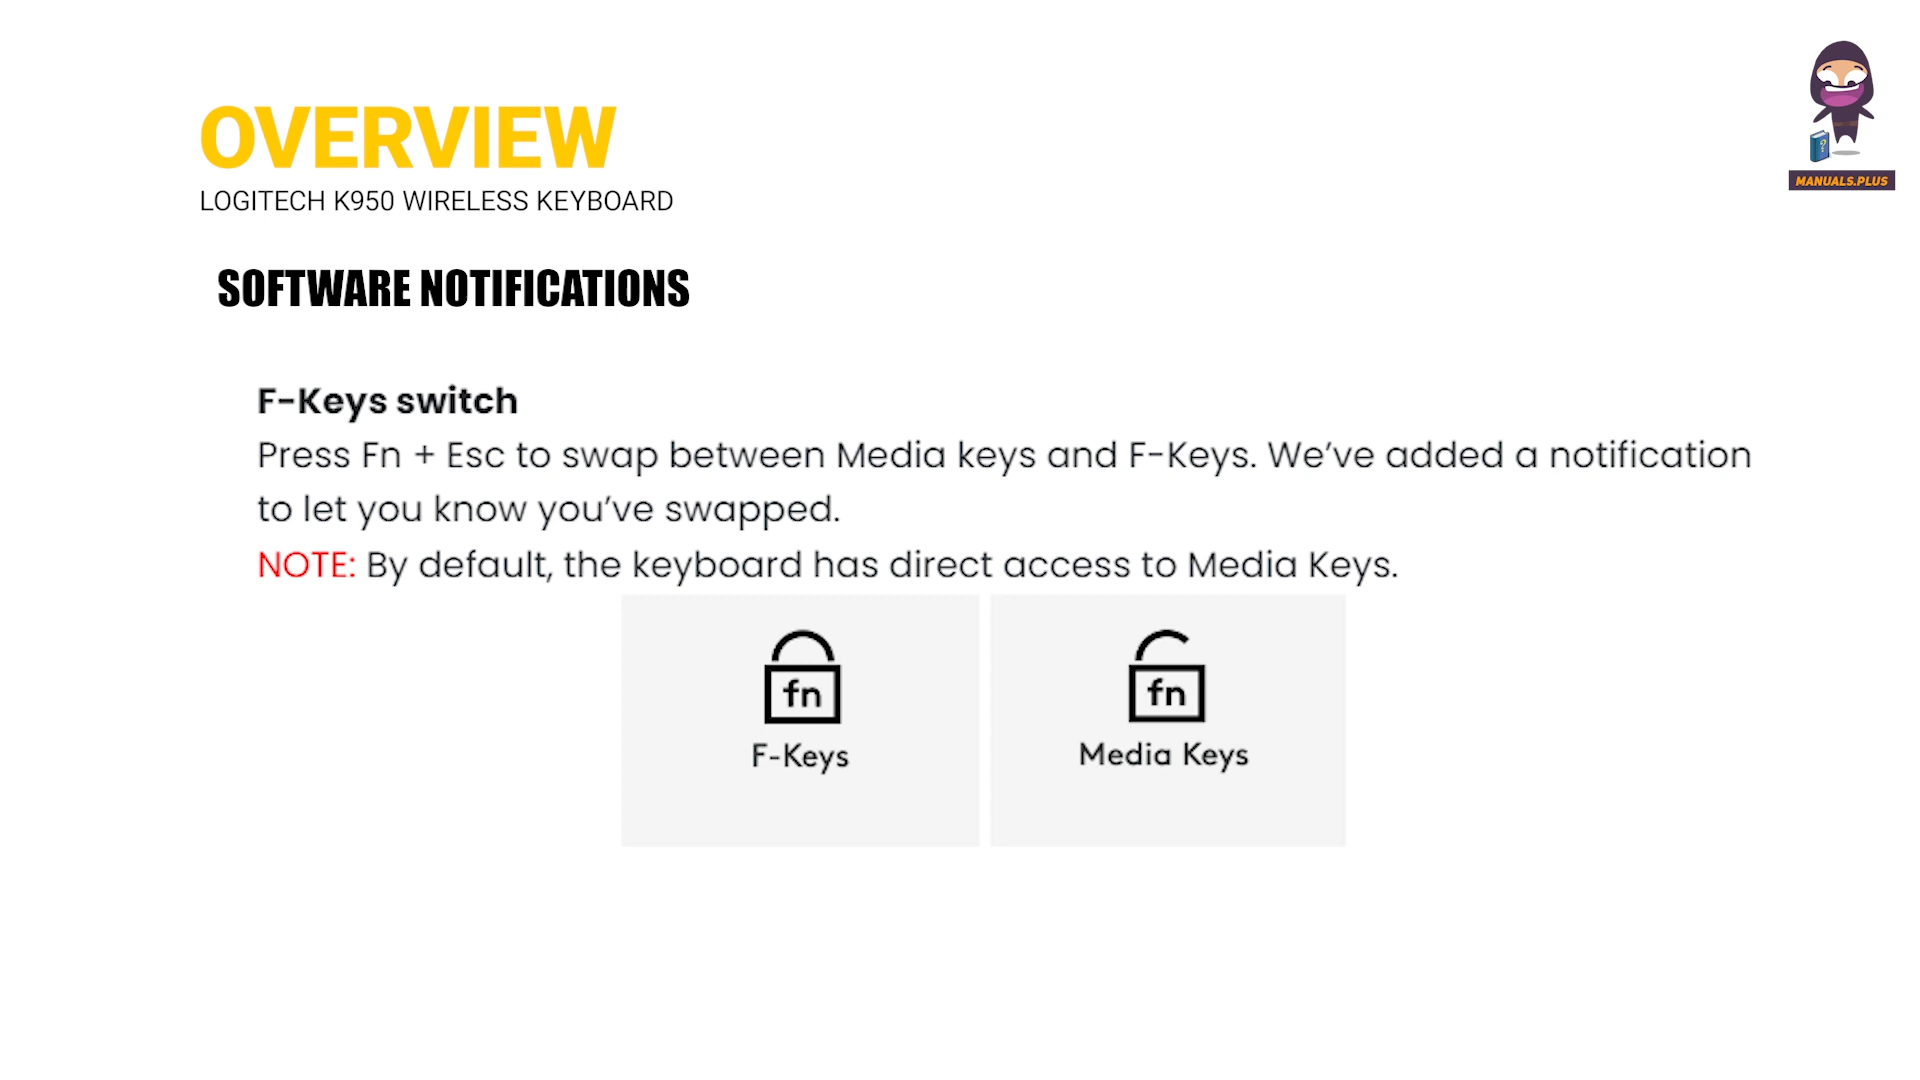 OVERVIEW
LOGITECH K950 WIRELESS KEYBOARD
MANUALS.PLUS
SOFTWARE NOTIFICATIONS
F-Keys switch
Press Fn + Esc to swap between Media keys and F-Keys. We’ve added a notification
to let you know you’ve swapped.
NOTE: By default, the keyboard has direct access to Media Keys.
fn
F-Keys
fn
Media Keys